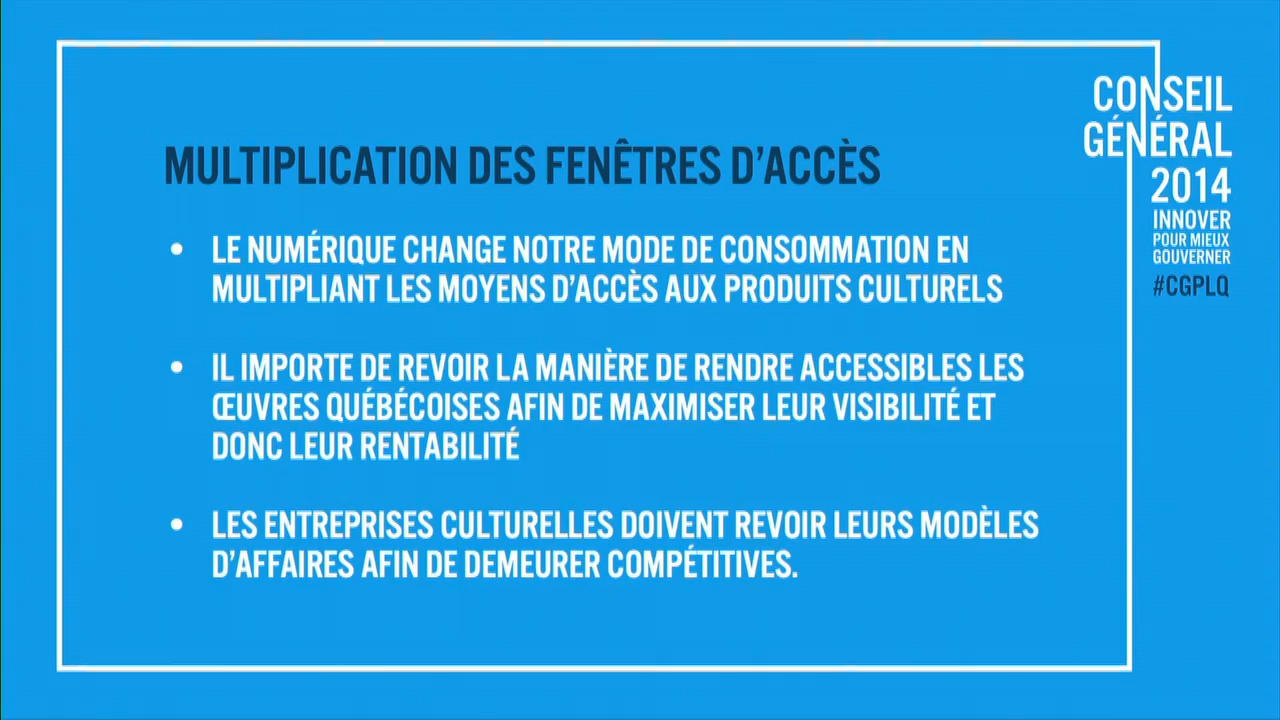 MULTIPLICATION DES FENÊTRES D'ACCÈS
• LE NUMÉRIQUE CHANGE NOTRE MODE DE CONSOMMATION EN
MULTIPLIANT LES MOYENS D'ACCÈS AUX PRODUITS CULTURELS
• IL IMPORTE DE REVOIR LA MANIÈRE DE RENDRE ACCESSIBLES LES
ŒUVRES QUÉBÉCOISES AFIN DE MAXIMISER LEUR VISIBILITÉ ET
DONC LEUR RENTABILITÉ
• LES ENTREPRISES CULTURELLES DOIVENT REVOIR LEURS MODÈLES
D'AFFAIRES AFIN DE DEMEURER COMPÉTITIVES.
CONSEIL
GÉNÉRAL
2014
INNOVER
POUR MIEUX
GOUVERNER
#CGPLQ